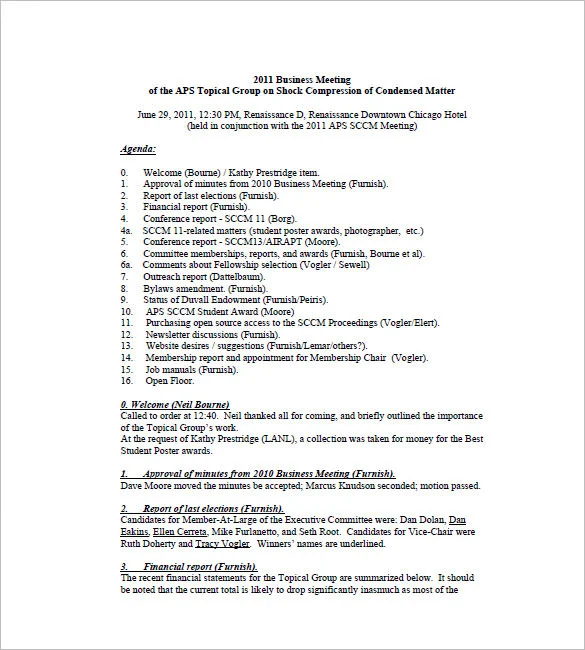 2011 Business Meeting
of the APS Topical Group on Shock Compression of Condensed Matter
June 29, 2011, 12:30 PM, Renaissance D, Renaissance Downtown Chicago Hotel
(held in conjunction with the 2011 APS SCCM Meeting)
Agenda:
0. Welcome (Bourne) / Kathy Prestridge item.
1. Approval of minutes from 2010 Business Meeting (Furnish).
2. Report of last elections (Furnish).
3. Financial report (Furnish).
4. Conference report - SCCM 11 (Borg).
4a. SCCM 11-related matters (student poster awards, photographer, etc.)
5. Conference report - SCCM13/AIRAPT (Moore).
6. Committee memberships, reports, and awards (Furnish, Bourne et al).
6a. Comments about Fellowship selection (Vogler / Sewell)
7. Outreach report (Dattelbaum).
8. Bylaws amendment. (Furnish).
9. Status of Duvall Endowment (Furnish/Peiris).
10. APS SCCM Student Award (Moore)
11. Purchasing open source access to the SCCM Proceedings (Vogler/Elert).
12. Newsletter discussions (Furnish).
13. Website desires / suggestions (Furnish/Lemar/others?).
14. Membership report and appointment for Membership Chair (Vogler).
15. Job manuals (Furnish).
16. Open Floor.
0. Welcome (Neil Bourne)
Called to order at 12:40. Neil thanked all for coming, and briefly outlined the importance
of the Topical Group's work.
At the request of Kathy Prestridge (LANL), a collection was taken for money for the Best
Student Poster awards.
1. Approval of minutes from 2010 Business Meeting (Furnish).
Dave Moore moved the minutes be accepted; Marcus Knudson seconded; motion passed.
2. Report of last elections (Furnish).
Candidates for Member-At-Large of the Executive Committee were: Dan Dolan, Dan
Eakins, Ellen Cerreta, Mike Furlanetto, and Seth Root. Candidates for Vice-Chair were
Ruth Doherty and Tracy Vogler. Winners' names are underlined.
3. Financial report (Furnish).
The recent financial statements for the Topical Group are summarized below. It should
be noted that the current total is likely to drop significantly inasmuch as most of the